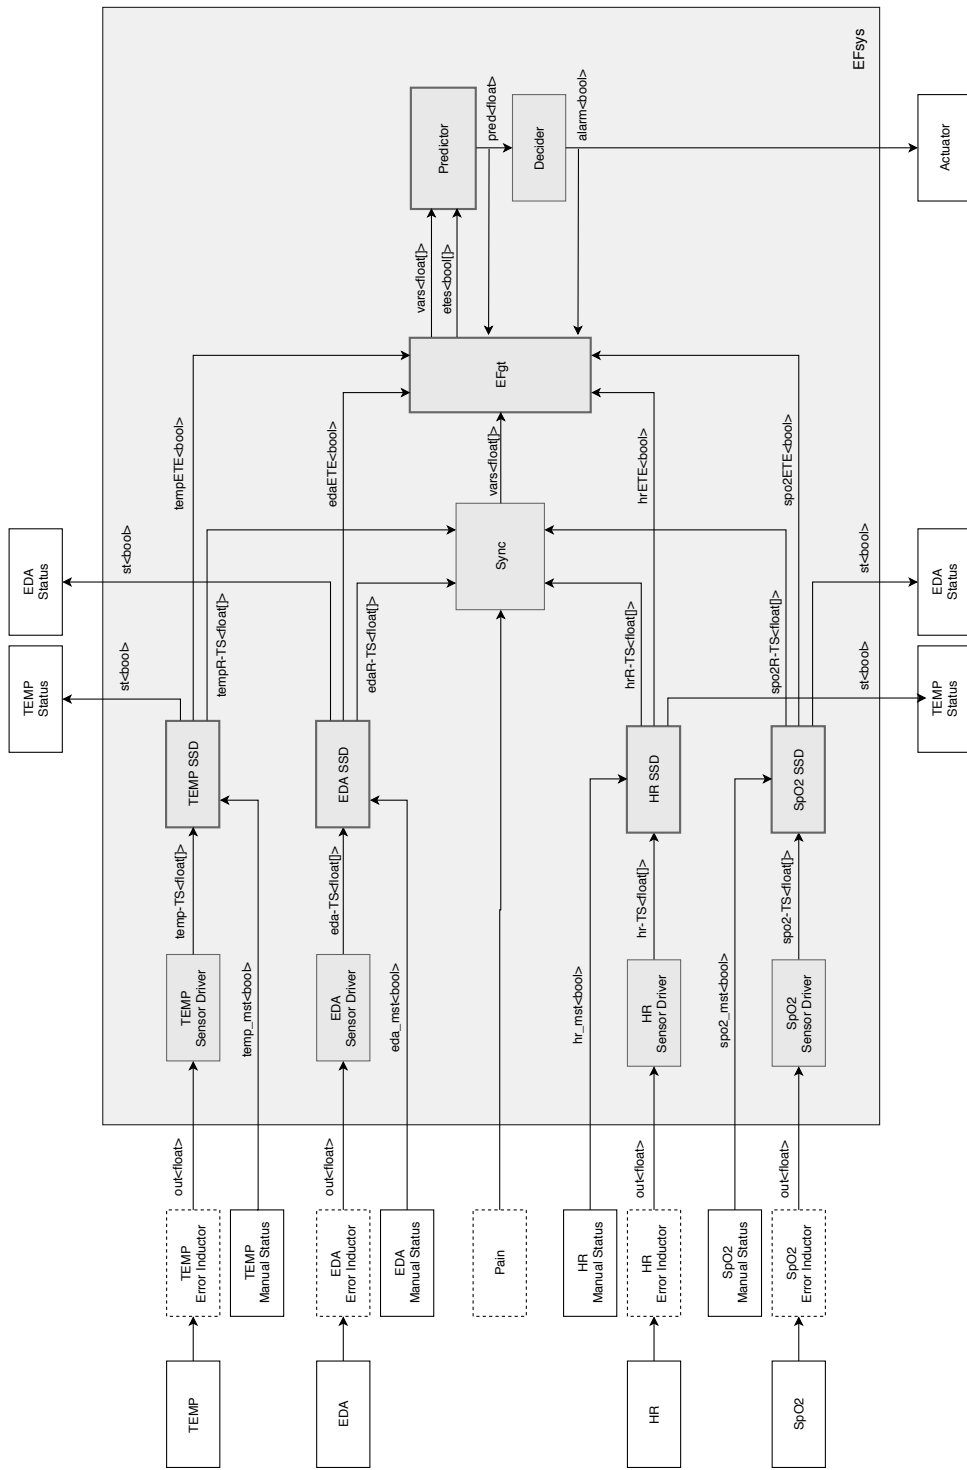 EFsys
TEMP
TEMP
Error Inductor
out<float>
TEMP
Sensor Driver
temp-TS<float[]>
TEMP SSD
tempETE<bool>
tempR-TS<float[]>
st<bool>
TEMP
Status
TEMP
Manual Status
temp_mst<bool>
EDA
EDA
Error Inductor
out<float>
EDA
Sensor Driver
eda-TS<float[]>
EDA SSD
edaETE<bool>
edaR-TS<float[]>
st<bool>
EDA
Status
EDA
Manual Status
eda_mst<bool>
Pain
Sync
vars<float[]>
EFgt
vars<float[]>
etes<bool[]>
Predictor
pred<float>
Decider
alarm<bool>
Actuator
HR
Manual Status
hr_mst<bool>
HR
HR
Error Inductor
out<float>
HR
Sensor Driver
hr-TS<float[]>
HR SSD
hrR-TS<float[]>
hrETE<bool>
st<bool>
TEMP
Status
SpO2
Manual Status
spo2_mst<bool>
SpO2
SpO2
Error Inductor
out<float>
SpO2
Sensor Driver
spo2-TS<float[]>
SpO2 SSD
spo2R-TS<float[]>
spo2ETE<bool>
st<bool>
EDA
Status